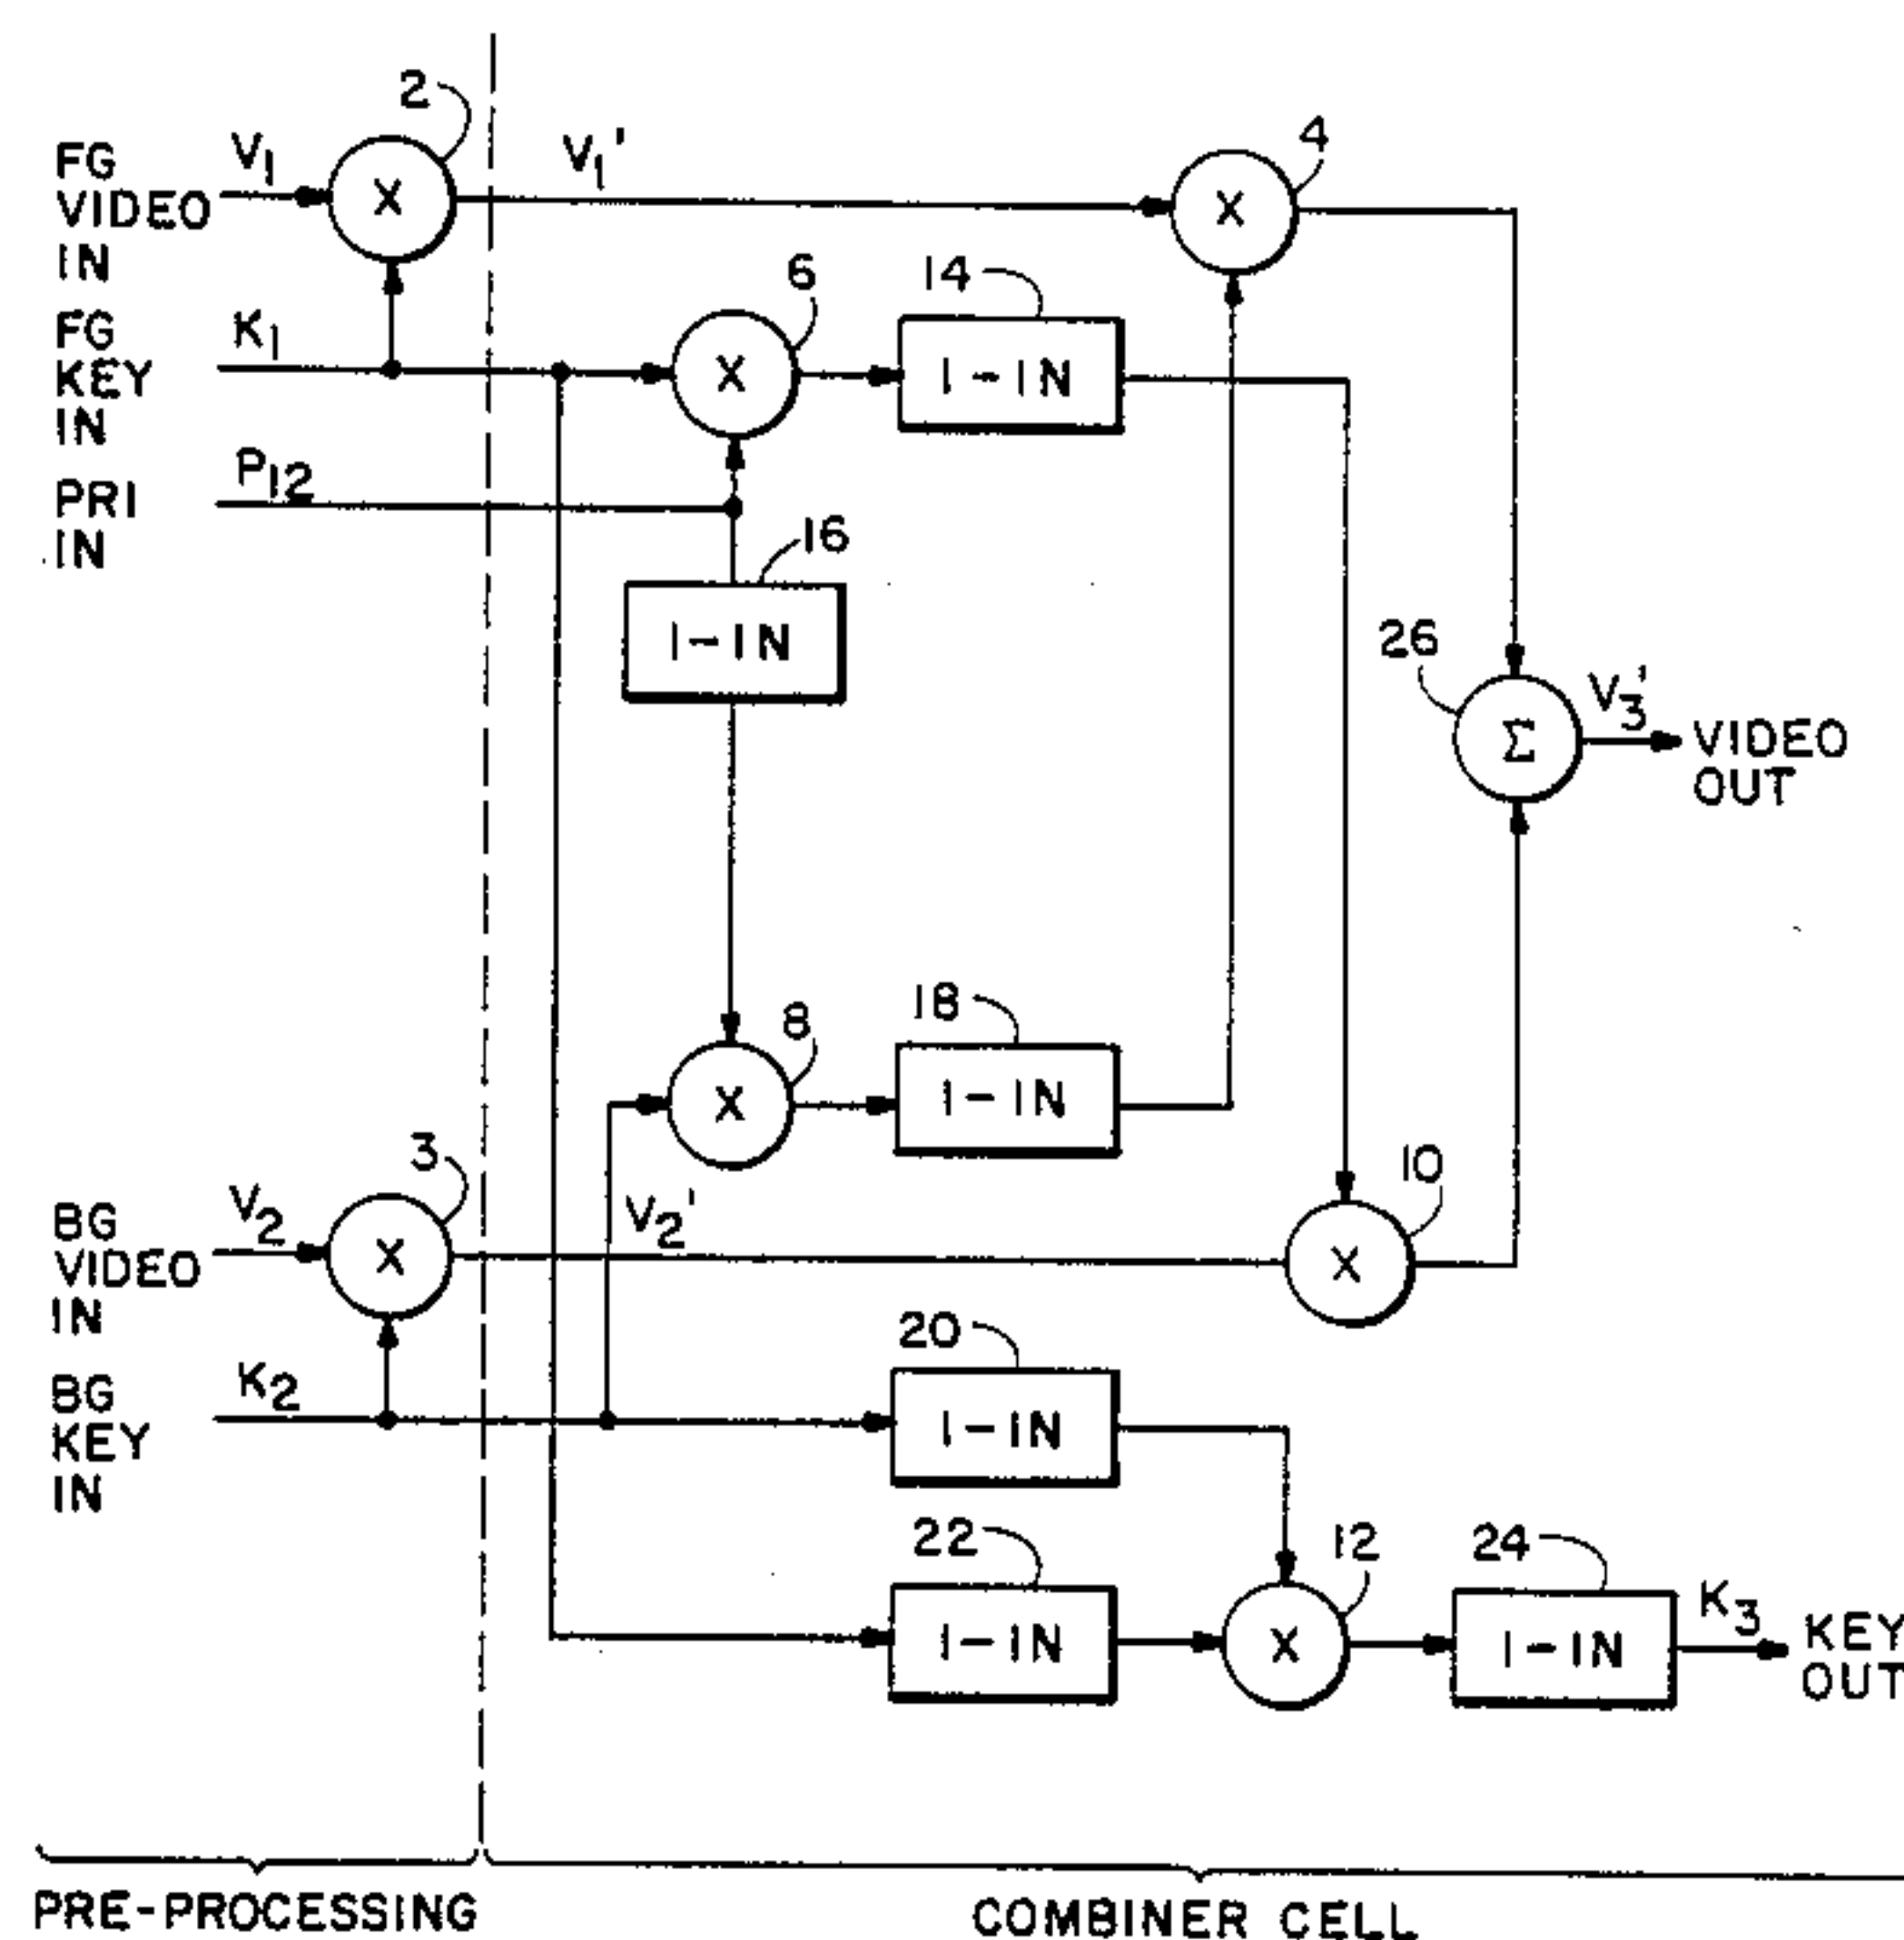 2
4
FG
VIDEO
IN
V1
V1'
X
X
6
14
FG
KEY
IN
K1
X
1-IN
PRI
IN
P12
16
1-IN
26
Σ
V3'
VIDEO
OUT
8
18
X
1-IN
3
10
BG
VIDEO
IN
V2
V2'
X
X
20
BG
KEY
IN
K2
1-IN
22
12
24
1-IN
X
1-IN
K3
KEY
OUT
PRE-PROCESSING
COMBINER CELL